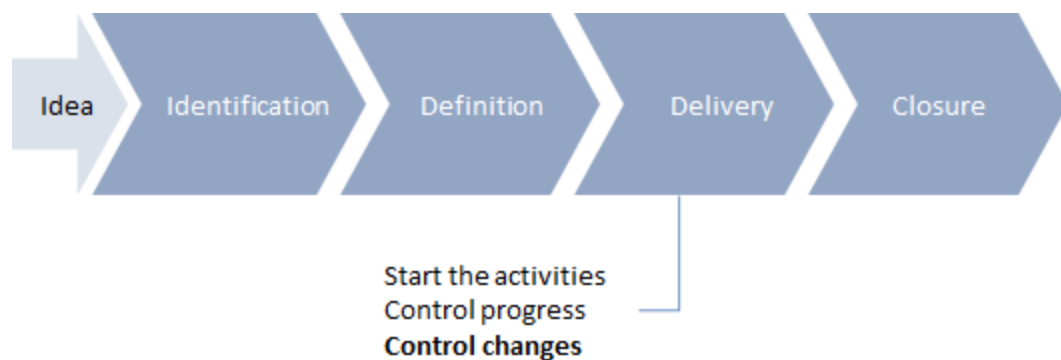 Idea
Identification
Definition
Delivery
Closure
Start the activities
Control progress
Control changes